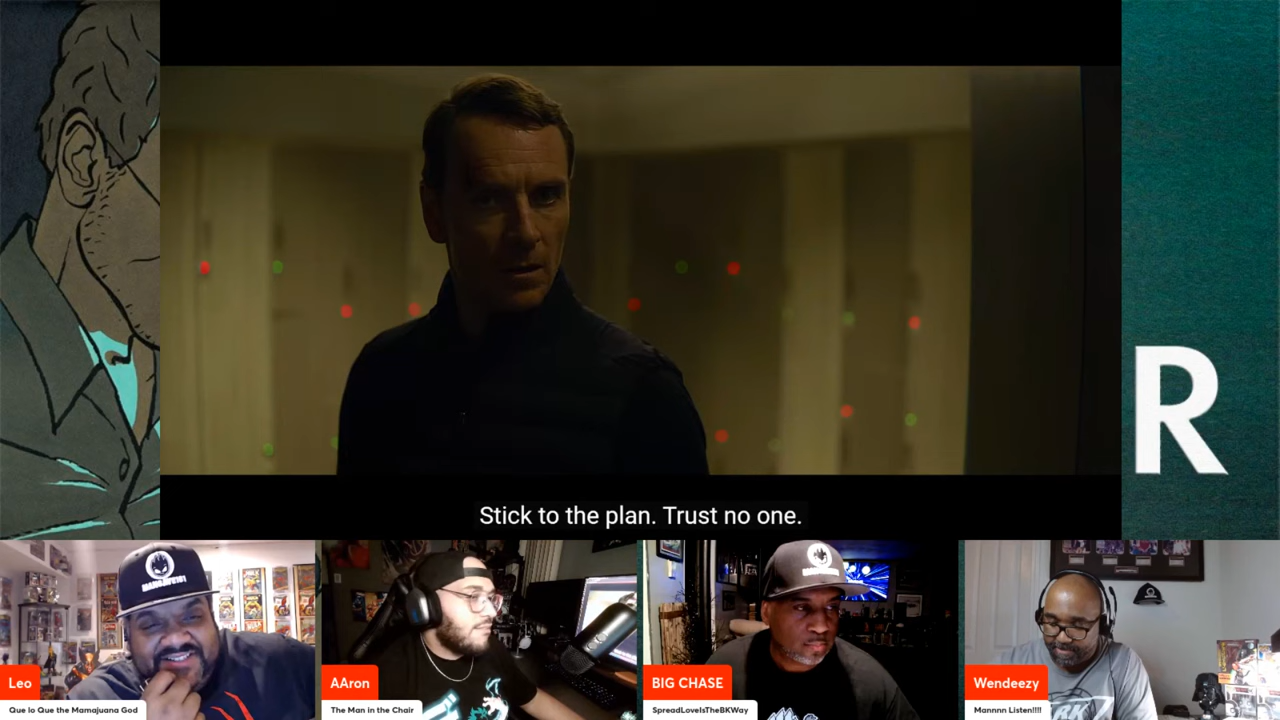 R
Stick to the plan. Trust no one.
Leo
Que lo Que the Mamajuana God
AAron
The Man in the Chair
BIG CHASE
SpreadLoveIsTheBKWay
Wendeezy
Mannnn Listen!!!!